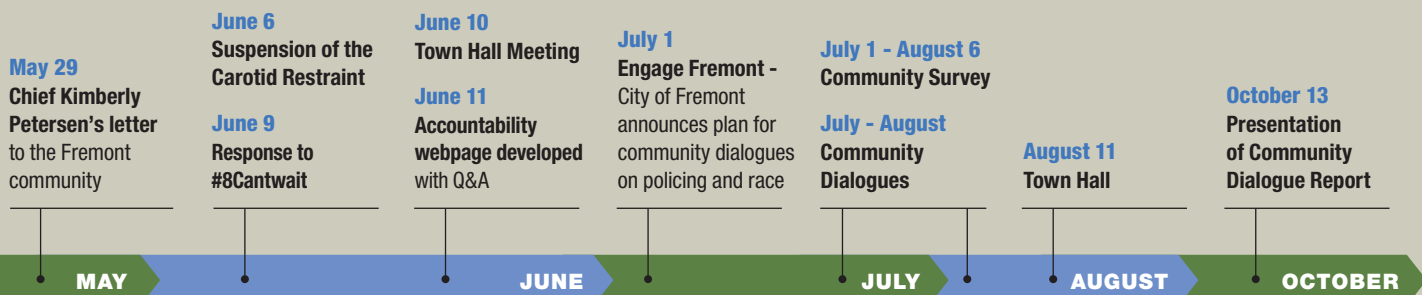 May 29
Chief Kimberly
Petersen’s letter
to the Fremont
community
June 6
Suspension of the
Carotid Restraint
June 9
Response to
#8Cantwait
June 10
Town Hall Meeting
June 11
Accountability
webpage developed
with Q&A
July 1
Engage Fremont -
City of Fremont
announces plan for
community dialogues
on policing and race
July 1 - August 6
Community Survey
July - August
Community
Dialogues
August 11
Town Hall
October 13
Presentation
of Community
Dialogue Report
MAY
JUNE
JULY
AUGUST
OCTOBER